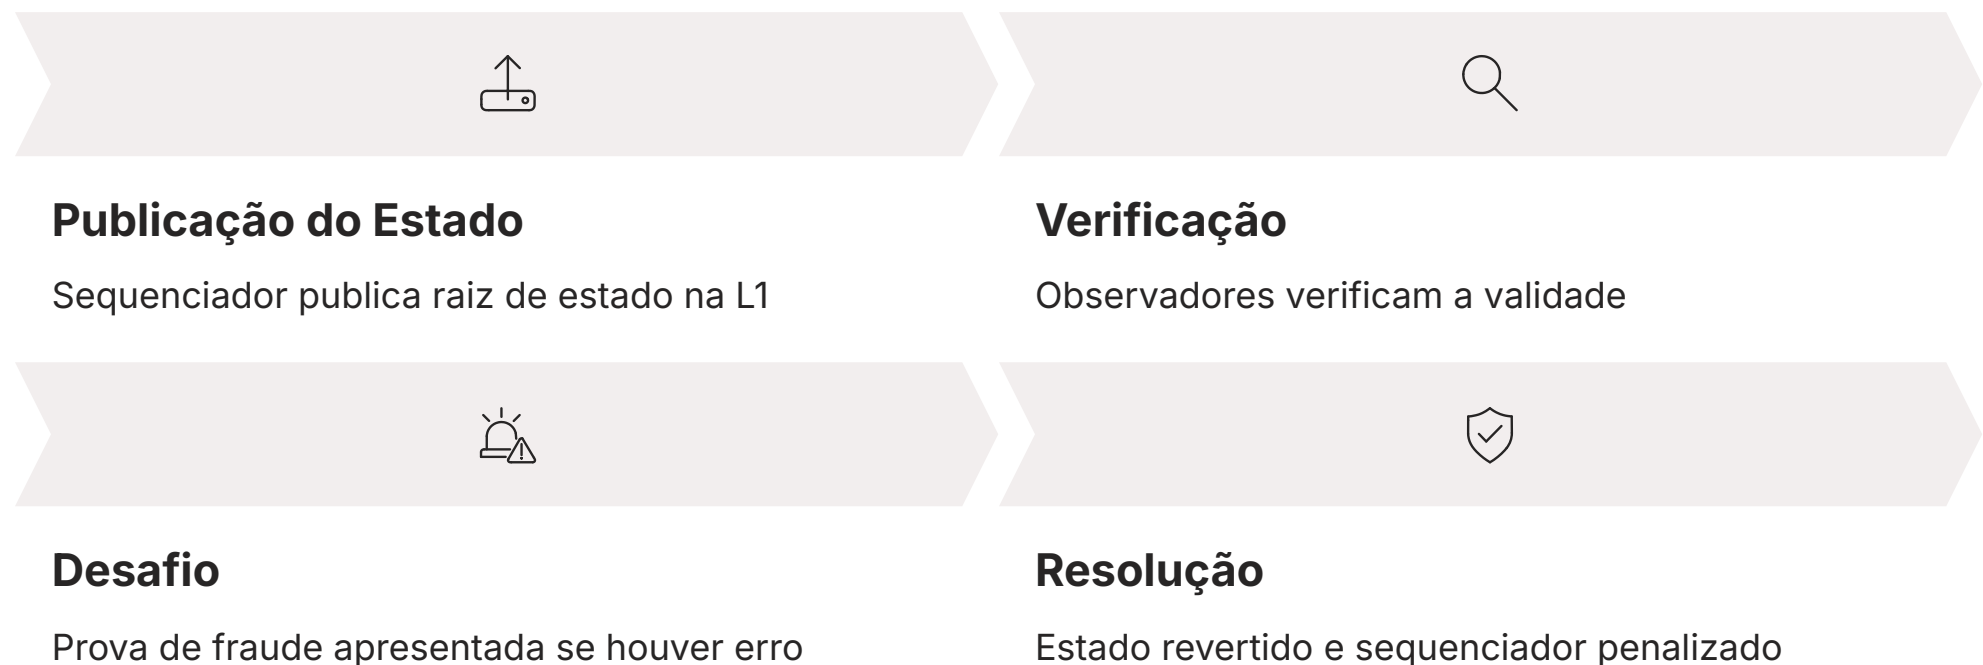 Publicação do Estado
Sequenciador publica raiz de estado na L1
Verificação
Observadores verificam a validade
Desafio
Prova de fraude apresentada se houver erro
Resolução
Estado revertido e sequenciador penalizado